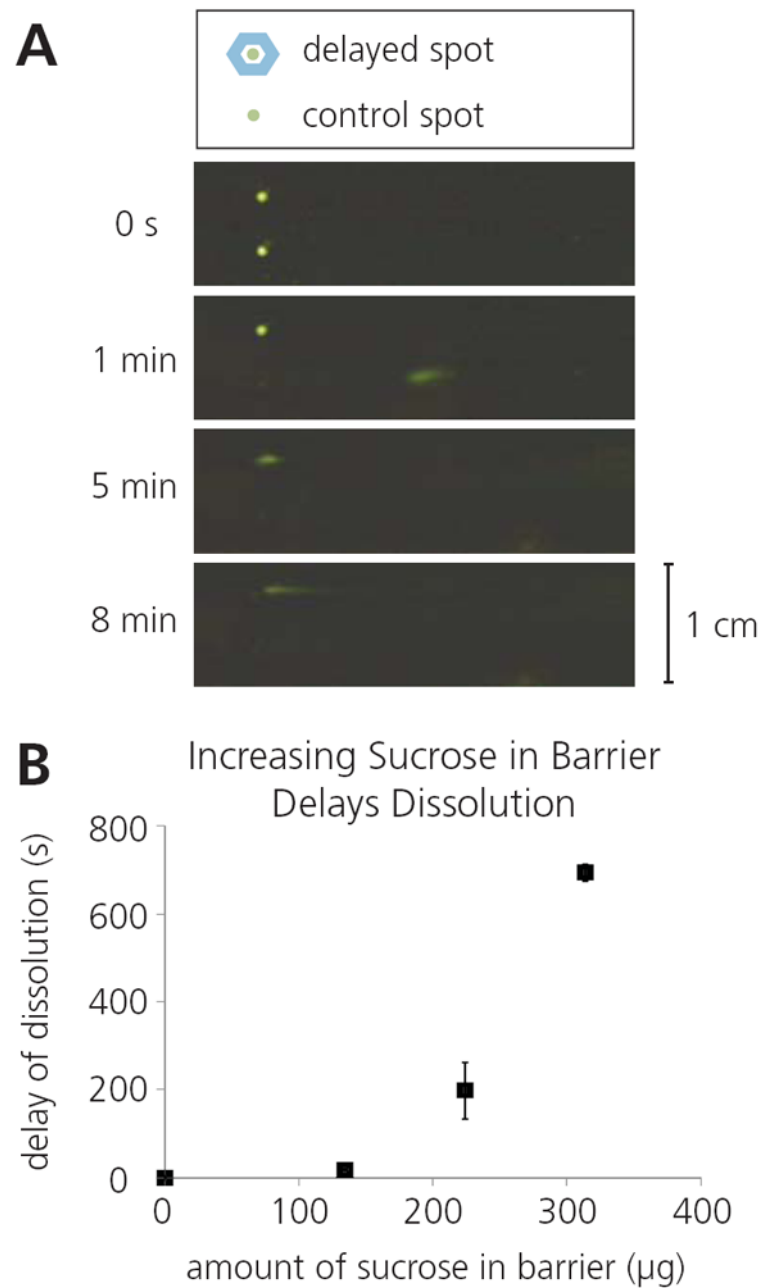 A
delayed spot
control spot
0 s
1 min
5 min
8 min
1 cm
B
Increasing Sucrose in Barrier
Delays Dissolution
delay of dissolution (s)
800
600
400
200
0
0 100 200 300 400
amount of sucrose in barrier (µg)